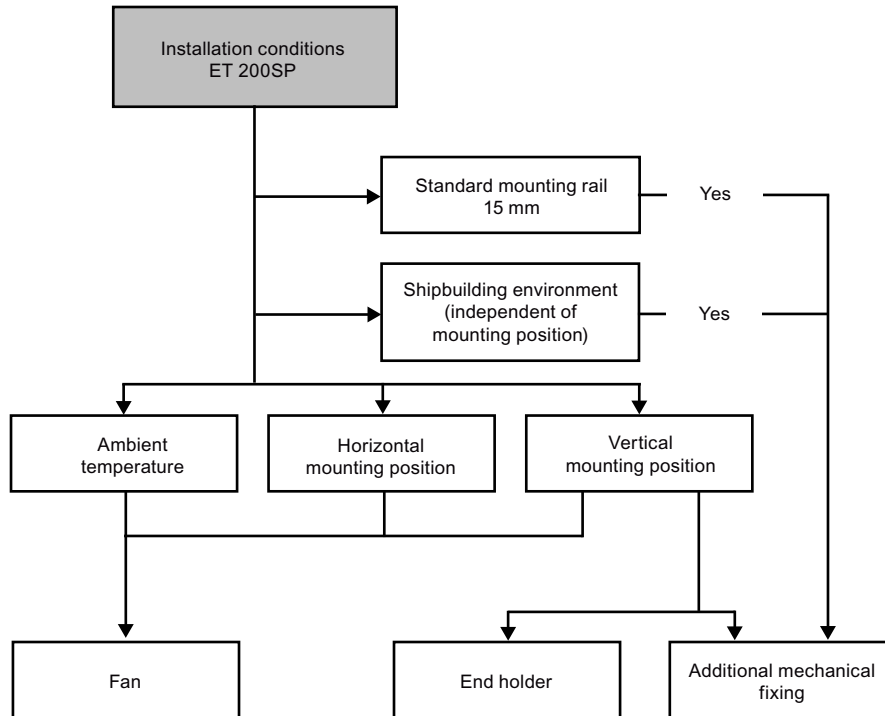 Installation conditions
ET 200SP
Standard mounting rail
15 mm
Yes
Shipbuilding environment
(independent of
mounting position)
Yes
Ambient
temperature
Horizontal
mounting position
Vertical
mounting position
Fan
End holder
Additional mechanical
fixing